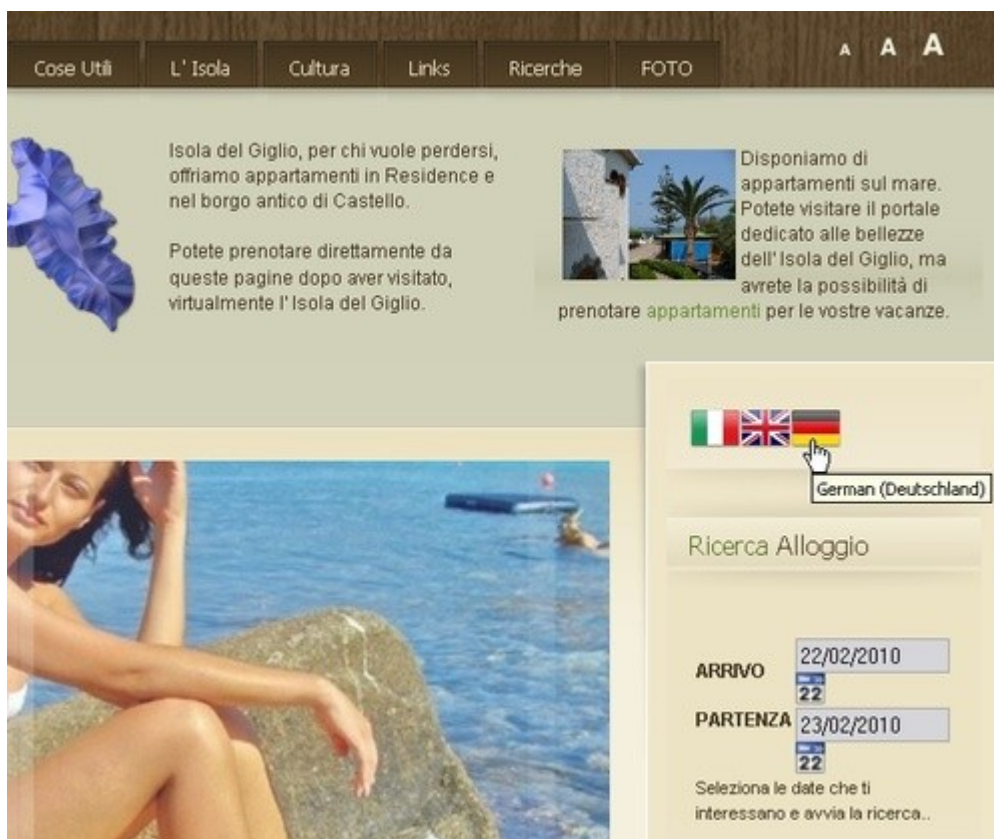 Cose Utili
L' Isola
Cultura
Links
Ricerche
FOTO
A A A
Isola del Giglio, per chi vuole perdersi,
offriamo appartamenti in Residence e
nel borgo antico di Castello.
Potete prenotare direttamente da
queste pagine dopo aver visitato,
virtualmente l' Isola del Giglio.
Disponiamo di
appartamenti sul mare.
Potete visitare il portale
dedicato alle bellezze
dell' Isola del Giglio, ma
avrete la possibilità di
prenotare appartamenti per le vostre vacanze.
German (Deutschland)
Ricerca Alloggio
ARRIVO
22/02/2010
22
PARTENZA
23/02/2010
22
Seleziona le date che ti
interessano e avvia la ricerca..